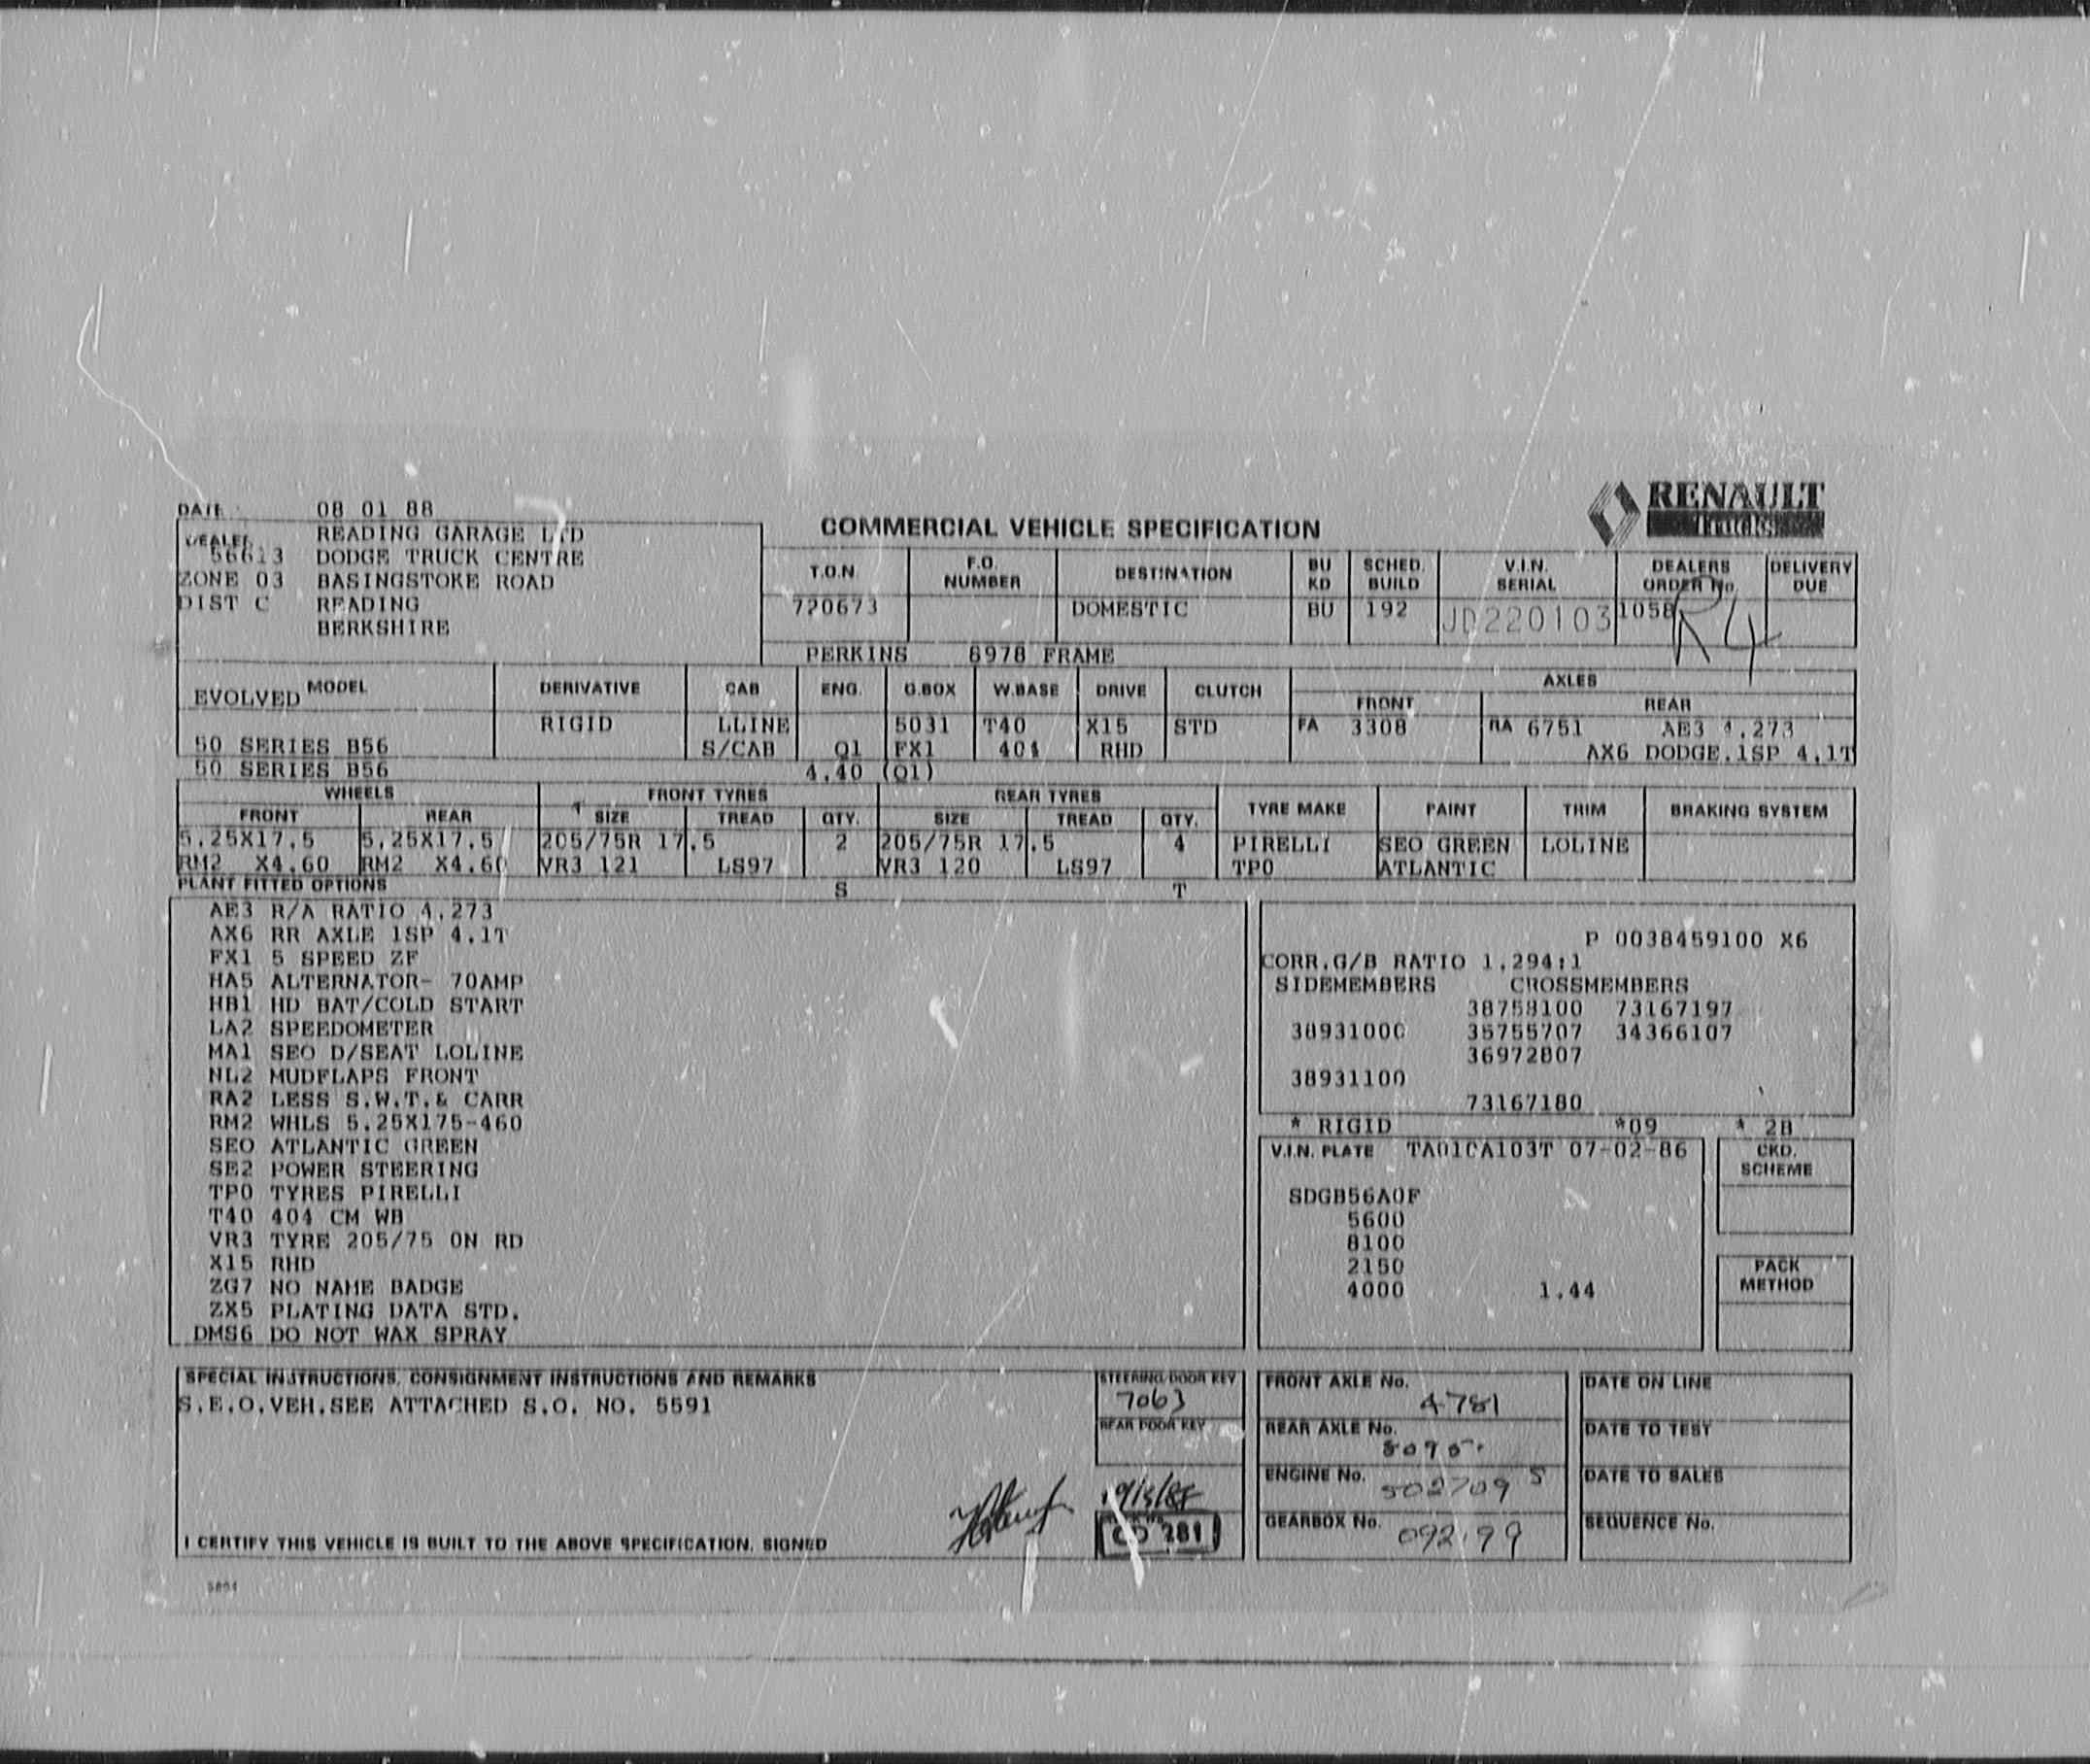 DATE 08 01 88
RENAULT
Trucks
COMMERCIAL VEHICLE SPECIFICATION
DEALER READING GARAGE LTD
56613 DODGE TRUCK CENTRE
ZONE 03 BASINGSTOKE ROAD
DIST C READING
BERKSHIRE
T.O.N. F.O. NUMBER DESTINATION BU KD SCHED. BUILD V.I.N. SERIAL DEALERS ORDER No. DELIVERY DUE
720673 DOMESTIC BU 192 JD220103 1058 R4
PERKINS 8978 FRAME
MODEL DERIVATIVE CAB ENG. G.BOX W.BASE DRIVE CLUTCH AXLES
EVOLVED FRONT REAR
RIGID LLINE 5031 T40 X15 STD FA 3308 RA 6751 AE3 4.273
50 SERIES B56 S/CAB Q1 FX1 404 RHD AX6 DODGE.1SP 4.1T
50 SERIES B56 4.40 (Q1)
WHEELS FRONT TYRES REAR TYRES TYRE MAKE PAINT TRIM BRAKING SYSTEM
FRONT REAR SIZE TREAD QTY. SIZE TREAD QTY.
5.25X17.5 5.25X17.5 205/75R 17.5 2 205/75R 17.5 4 PIRELLI SEO GREEN LOLINE
RM2 X4.60 RM2 X4.60 VR3 121 LS97 VR3 120 LS97 TPO ATLANTIC
PLANT FITTED OPTIONS S T
AE3 R/A RATIO 4.273
AX6 RR AXLE 1SP 4.1T
FX1 5 SPEED ZF
HA5 ALTERNATOR- 70AMP
HB1 HD BAT/COLD START
LA2 SPEEDOMETER
MA1 SEO D/SEAT LOLINE
NL2 MUDFLAPS FRONT
RA2 LESS S.W.T.& CARR
RM2 WHLS 5.25X175-460
SEO ATLANTIC GREEN
SE2 POWER STEERING
TPO TYRES PIRELLI
T40 404 CM WB
VR3 TYRE 205/75 ON RD
X15 RHD
ZG7 NO NAME BADGE
ZX5 PLATING DATA STD.
DMS6 DO NOT WAX SPRAY
P 0038459100 X6
CORR.G/B RATIO 1.294:1
SIDEMEMBERS CROSSMEMBERS
38758100 73167197
38931000 35755707 34366107
36972807
38931100
73167180
* RIGID *09 * 2B
V.I.N. PLATE TA01CA103T 07-02-86
SDGB56A0F
5600
8100
2150
4000 1.44
CKD. SCHEME
PACK METHOD
SPECIAL INSTRUCTIONS, CONSIGNMENT INSTRUCTIONS AND REMARKS
S.E.O.VEH.SEE ATTACHED S.O. NO. 5591
I CERTIFY THIS VEHICLE IS BUILT TO THE ABOVE SPECIFICATION. SIGNED
STEERING/DOOR KEY
7063
REAR DOOR KEY
281
FRONT AXLE No. 4781
REAR AXLE No.
ENGINE No. 502709 S
GEARBOX No. 092199
DATE ON LINE
DATE TO TEST
DATE TO SALES
SEQUENCE No.